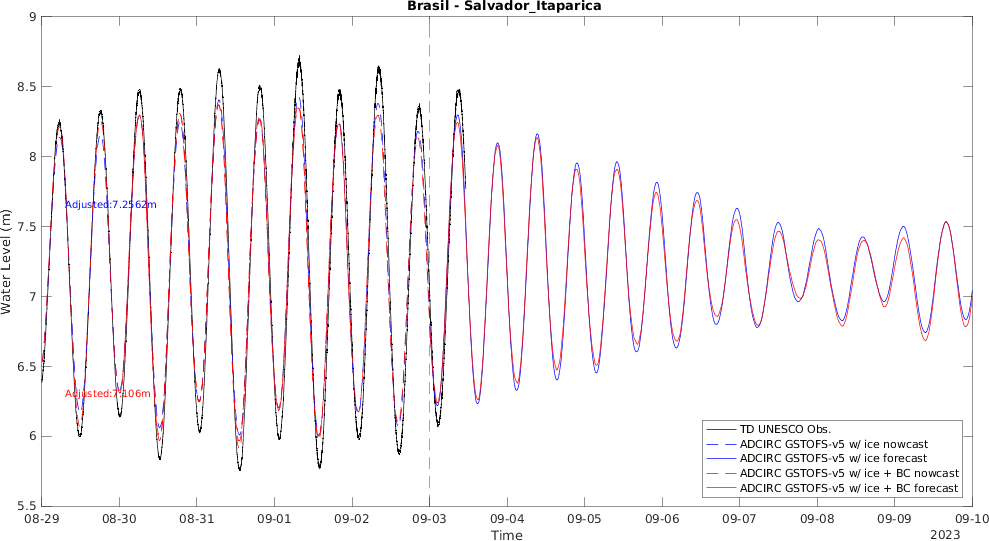 Brasil - Salvador_Itaparica
Water Level (m)
9
8.5
8
7.5
7
6.5
6
5.5
Adjusted:7.2562m
Adjusted:7.106m
TD UNESCO Obs.
ADCIRC GSTOFS-v5 w/ ice nowcast
ADCIRC GSTOFS-v5 w/ ice forecast
ADCIRC GSTOFS-v5 w/ ice + BC nowcast
ADCIRC GSTOFS-v5 w/ ice + BC forecast
08-29 08-30 08-31 09-01 09-02 09-03 09-04 09-05 09-06 09-07 09-08 09-09 09-10
Time
2023